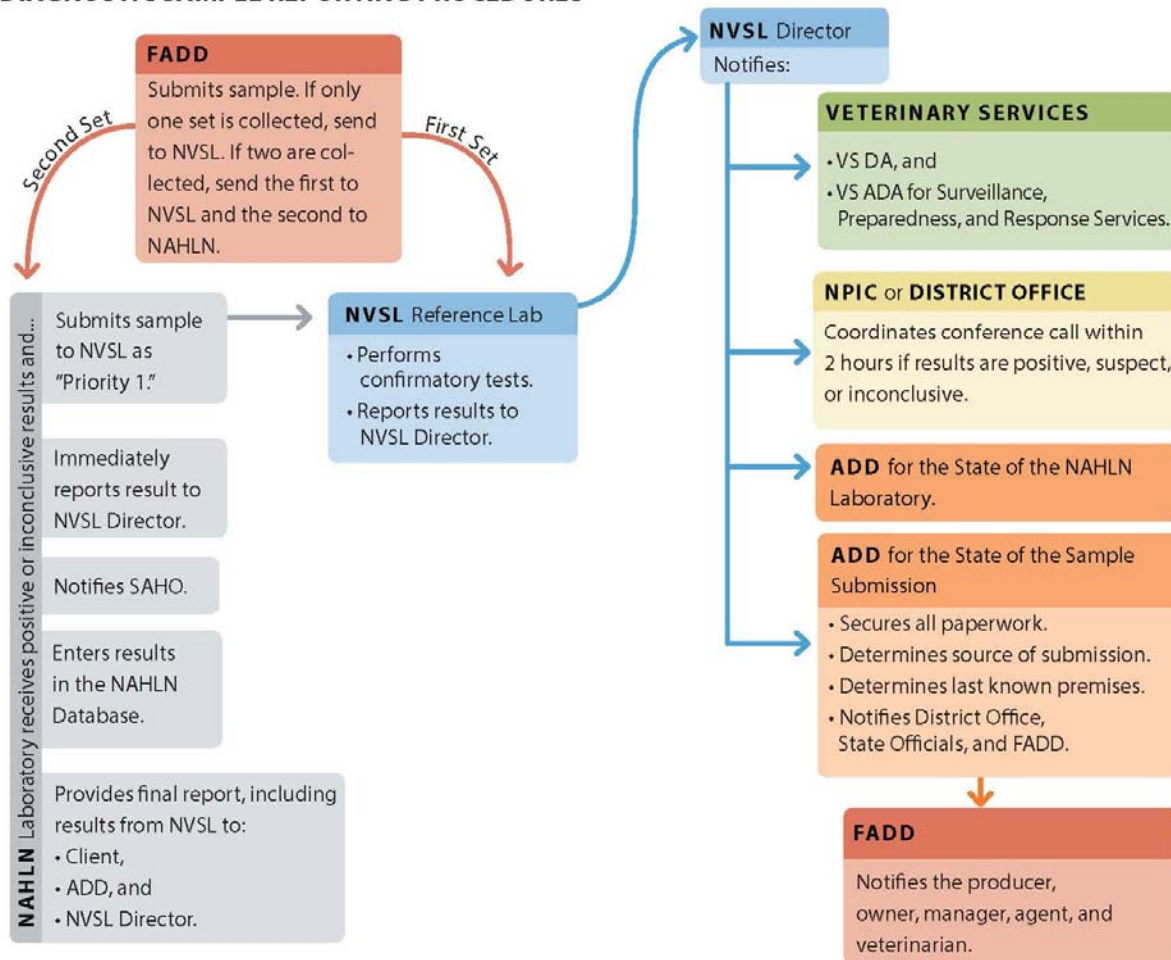 FADD
Submits sample. If only
one set is collected, send
to NVSL. If two are col-
lected, send the first to
NVSL and the second to
NAHLN.
Second Set
First Set
NAHLN Laboratory receives positive or inconclusive results and...
Submits sample
to NVSL as
"Priority 1."
Immediately
reports result to
NVSL Director.
Notifies SAHO.
Enters results
in the NAHLN
Database.
Provides final report, including
results from NVSL to:
• Client,
• ADD, and
• NVSL Director.
NVSL Reference Lab
• Performs
confirmatory tests.
• Reports results to
NVSL Director.
NVSL Director
Notifies:
VETERINARY SERVICES
• VS DA, and
• VS ADA for Surveillance,
Preparedness, and Response Services.
NPIC or DISTRICT OFFICE
Coordinates conference call within
2 hours if results are positive, suspect,
or inconclusive.
ADD for the State of the NAHLN
Laboratory.
ADD for the State of the Sample
Submission
• Secures all paperwork.
• Determines source of submission.
• Determines last known premises.
• Notifies District Office,
State Officials, and FADD.
FADD
Notifies the producer,
owner, manager, agent, and
veterinarian.